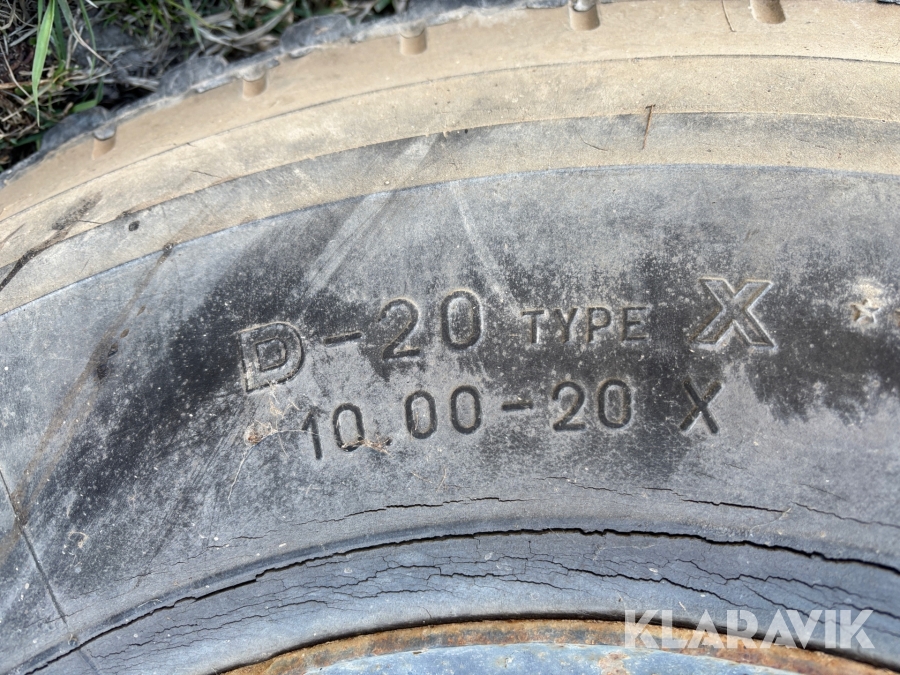 D-20 TYPE X
10.00-20 X
KLARAVIK